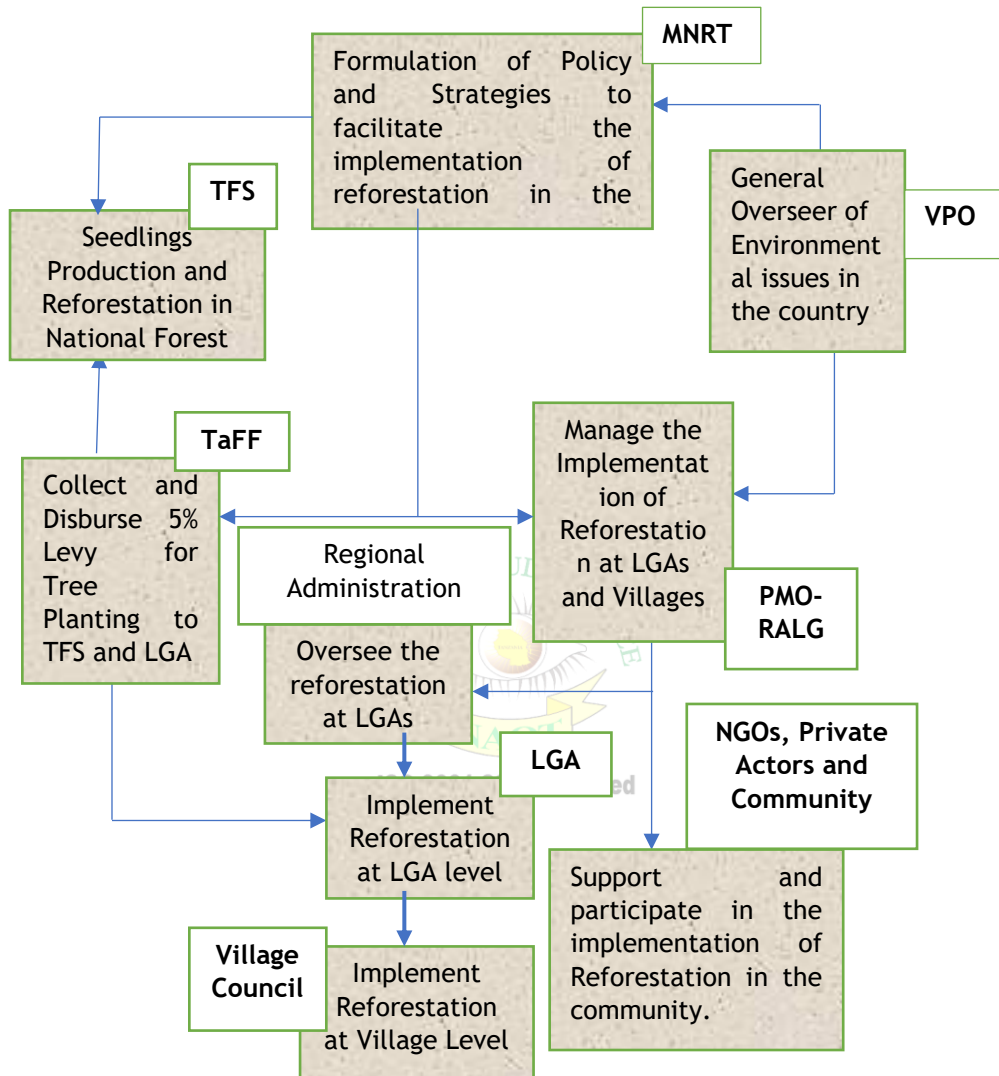 MNRT
Formulation of Policy
and Strategies to
facilitate the
implementation of
reforestation in the
TFS
Seedlings
Production and
Reforestation in
National Forest
General
Overseer of
Environment
al issues in
the country
VPO
TaFF
Collect and
Disburse 5%
Levy for
Tree
Planting to
TFS and LGA
Manage the
Implementat
ion of
Reforestatio
n at LGAs
and Villages
PMO-
RALG
Regional
Administration
Oversee the
reforestation
at LGAs
NGOs, Private
Actors and
Community
LGA
Implement
Reforestation
at LGA level
Support and
participate in the
implementation of
Reforestation in the
community.
Village
Council
Implement
Reforestation
at Village Level